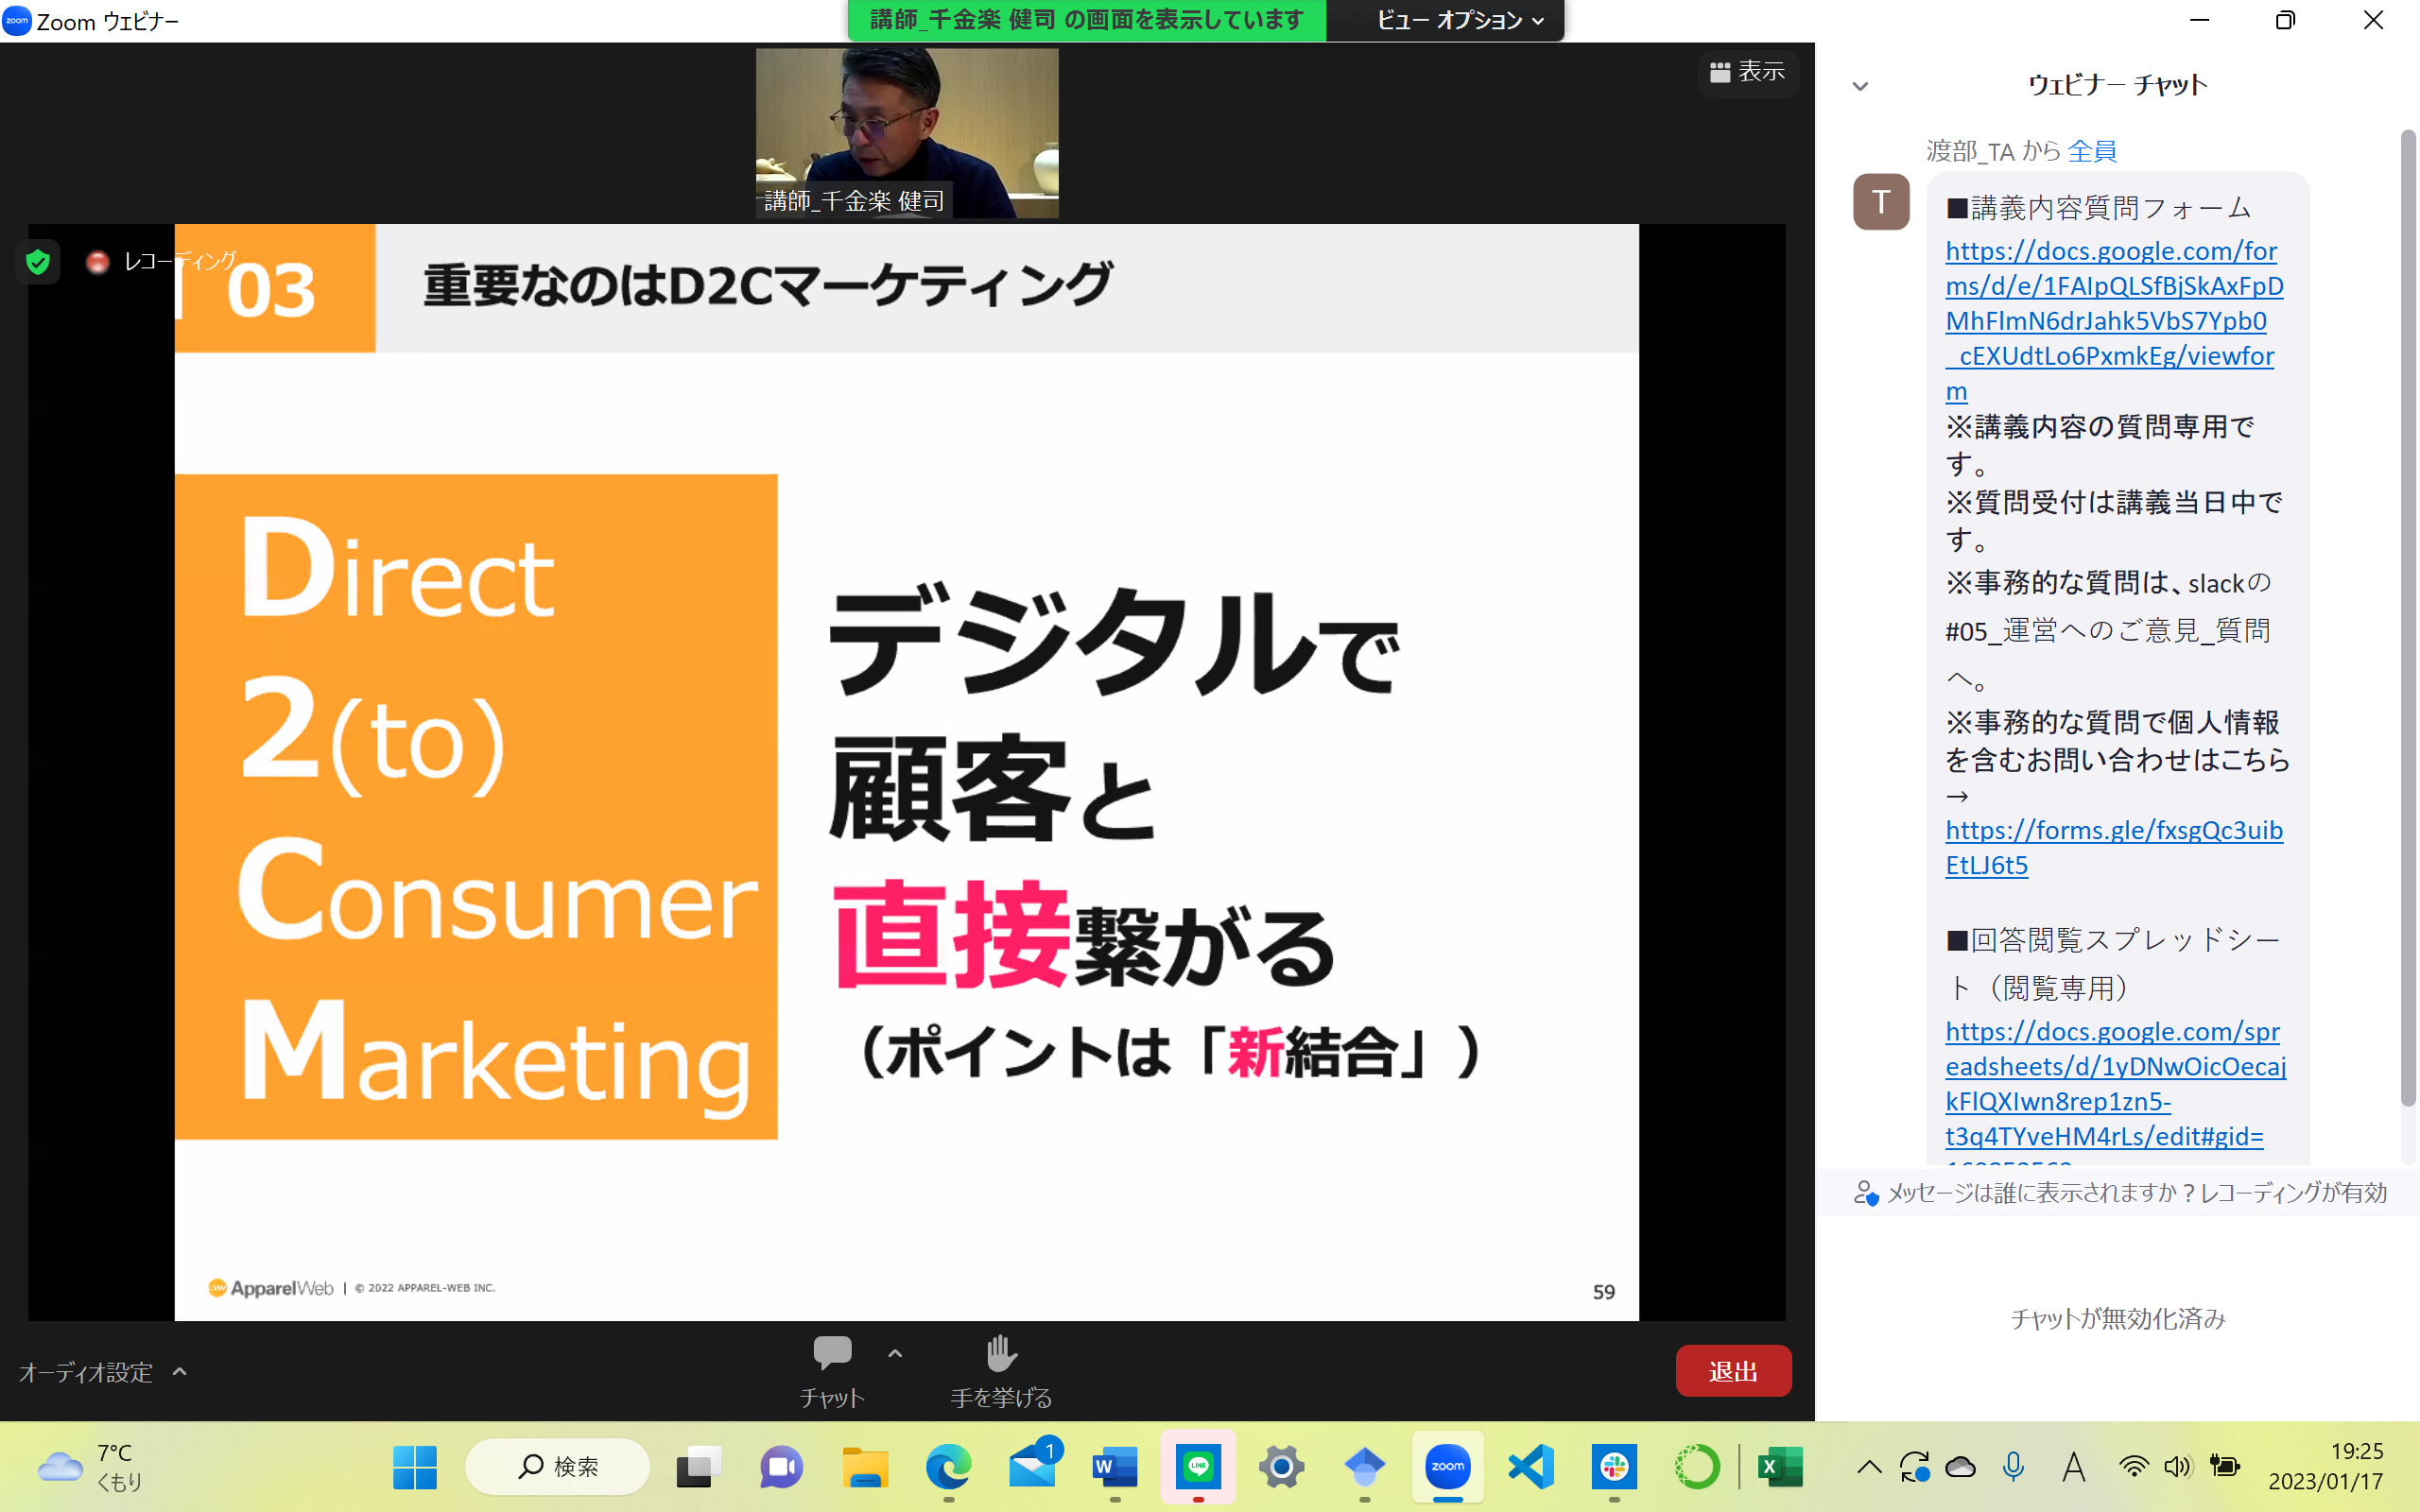 Zoom ウェビナー
講師_千金楽 健司 の画面を表示しています
ビュー オプション
表示
講師_千金楽 健司
レコーディング
03
重要なのはD2Cマーケティング
Direct
2(to)
Consumer
Marketing
デジタルで
顧客と
直接繋がる
（ポイントは「新結合」）
ApparelWeb | © 2022 APPAREL-WEB INC.
59
オーディオ設定
チャット
手を挙げる
退出
ウェビナー チャット
渡部_TA から 全員
T
■講義内容質問フォーム
https://docs.google.com/for
ms/d/e/1FAIpQLSfBjSkAxFpD
MhFlmN6drJahk5VbS7Ypb0
_cEXUdtLo6PxmkEg/viewfor
m
※講義内容の質問専用で
す。
※質問受付は講義当日中で
す。
※事務的な質問は、slackの
#05_運営へのご意見_質問
へ。
※事務的な質問で個人情報
を含むお問い合わせはこちら
→
https://forms.gle/fxsgQc3uib
EtLJ6t5
■回答閲覧スプレッドシー
ト（閲覧専用）
https://docs.google.com/spr
eadsheets/d/1yDNwOicOecaj
kFlQXIwn8rep1zn5-
t3q4TYveHM4rLs/edit#gid=
メッセージは誰に表示されますか？レコーディングが有効
チャットが無効化済み
7°C
くもり
検索
1
W
LINE
zoom
X
A
19:25
2023/01/17